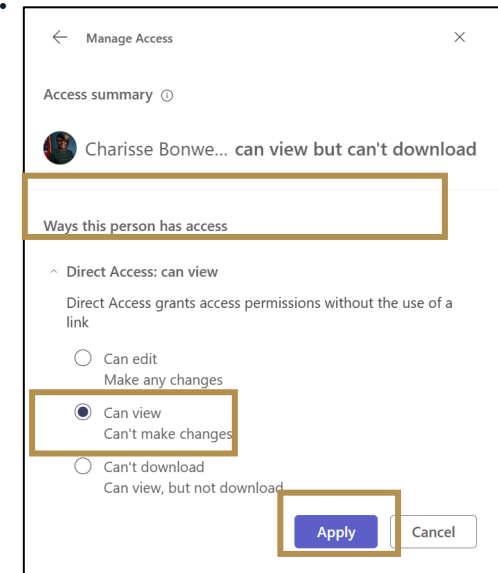 Manage Access
Access summary
Charisse Bonwe... can view but can't download
Ways this person has access
Direct Access: can view
Direct Access grants access permissions without the use of a
link
Can edit
Make any changes
Can view
Can't make changes
Can't download
Can view, but not download
Apply Cancel